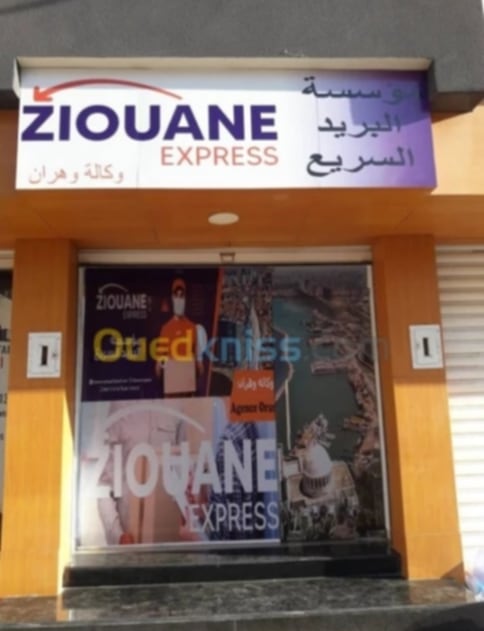 ZIOUANE
EXPRESS
وكالة وهران
مؤسسة
البريد
السريع
ZIOUANE
EXPRESS
Ouedkniss.com
وكالة وهران
Agence Oran
ZIOUANE
EXPRESS